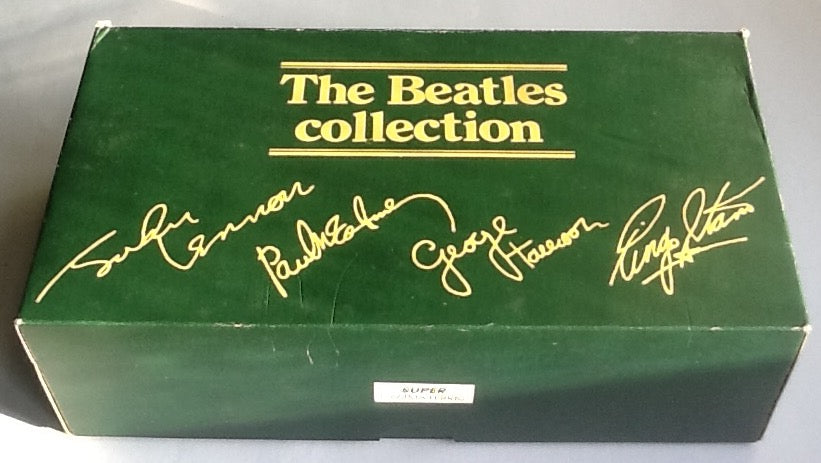 The Beatles
collection
John Lennon
Paul McCartney
George Harrison
Ringo Starr
SUPER